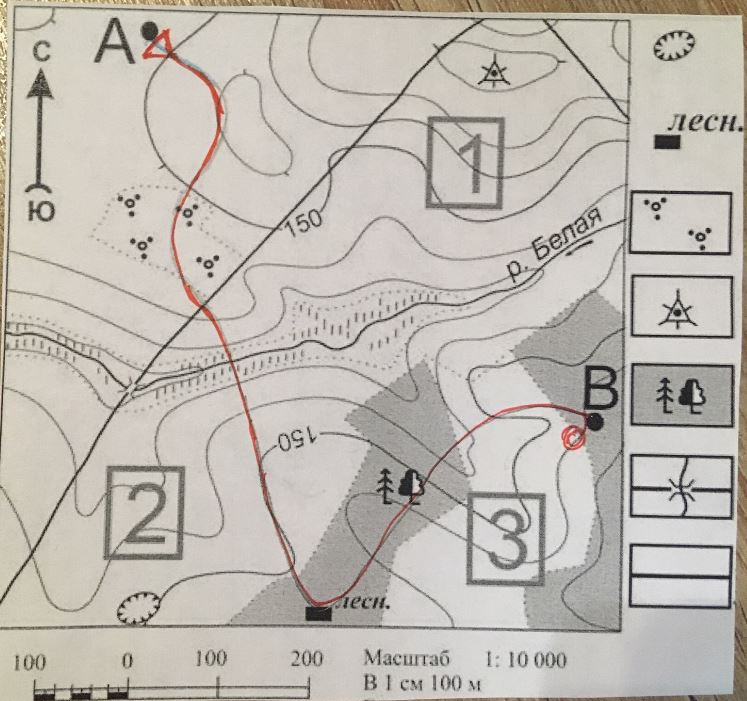 А
С
Ю
1
лесн.
150
р. Белая
В
150
2
3
лесн.
100 0 100 200
Масштаб 1: 10 000
В 1 см 100 м